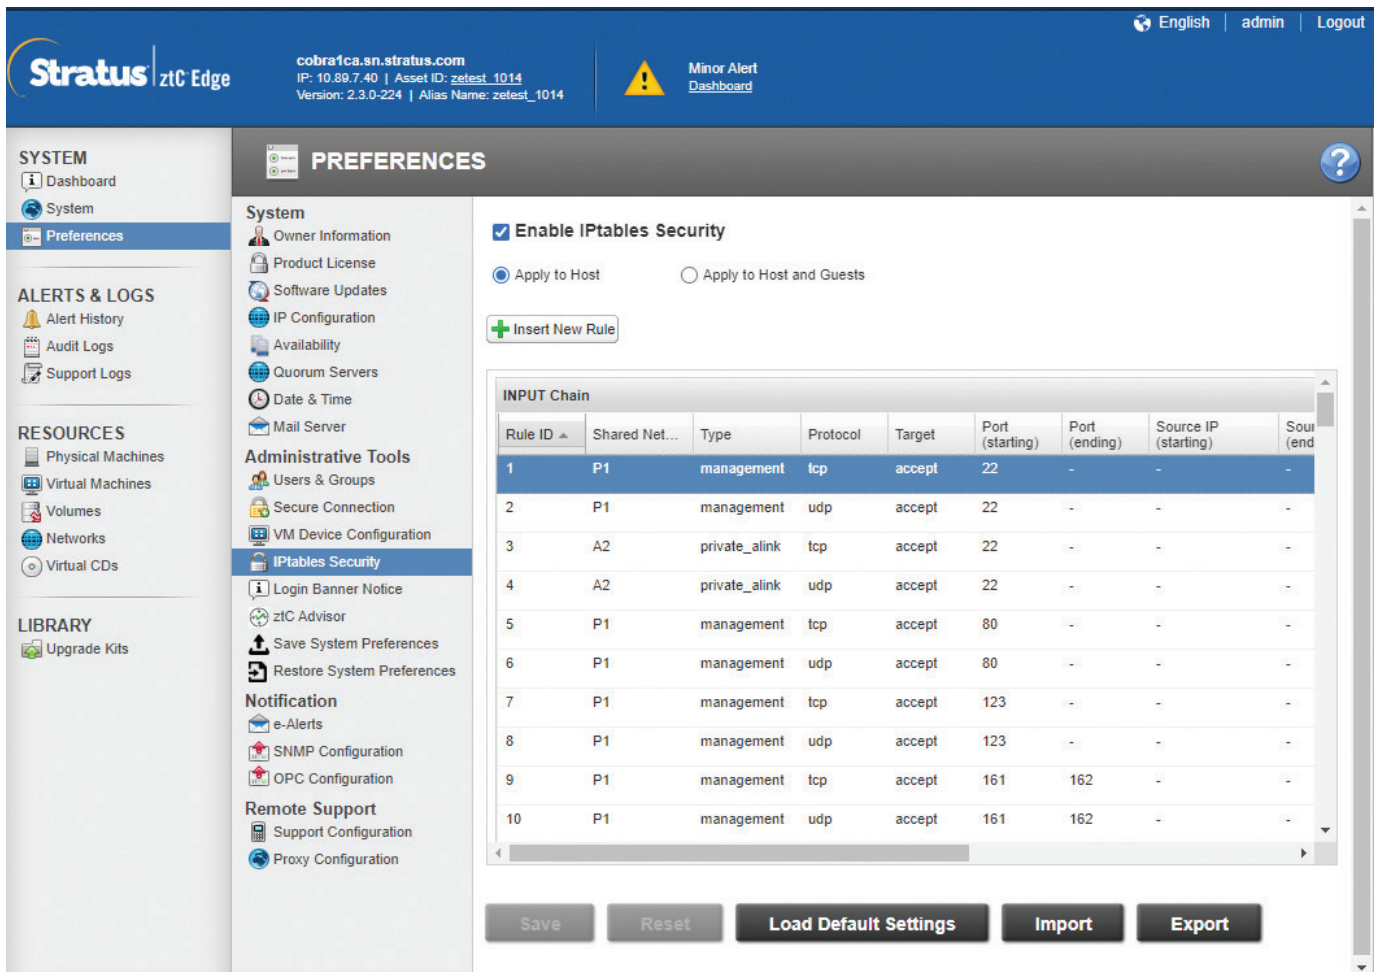 English | admin | Logout
Stratus ztC Edge
cobra1ca.sn.stratus.com
IP: 10.89.7.40 | Asset ID: zetest_1014
Version: 2.3.0-224 | Alias Name: zetest_1014
Minor Alert
Dashboard
SYSTEM
Dashboard
System
Preferences
ALERTS & LOGS
Alert History
Audit Logs
Support Logs
RESOURCES
Physical Machines
Virtual Machines
Volumes
Networks
Virtual CDs
LIBRARY
Upgrade Kits
PREFERENCES
?
System
Owner Information
Product License
Software Updates
IP Configuration
Availability
Quorum Servers
Date & Time
Mail Server
Administrative Tools
Users & Groups
Secure Connection
VM Device Configuration
IPtables Security
Login Banner Notice
ztC Advisor
Save System Preferences
Restore System Preferences
Notification
e-Alerts
SNMP Configuration
OPC Configuration
Remote Support
Support Configuration
Proxy Configuration
Enable IPtables Security
Apply to Host Apply to Host and Guests
Insert New Rule
INPUT Chain
Rule ID Shared Net... Type Protocol Target Port (starting) Port (ending) Source IP (starting) Sour (end
1 P1 management tcp accept 22 - - -
2 P1 management udp accept 22 - - -
3 A2 private_alink tcp accept 22 - - -
4 A2 private_alink udp accept 22 - - -
5 P1 management tcp accept 80 - - -
6 P1 management udp accept 80 - - -
7 P1 management tcp accept 123 - - -
8 P1 management udp accept 123 - - -
9 P1 management tcp accept 161 162 - -
10 P1 management udp accept 161 162 - -
Save Reset Load Default Settings Import Export